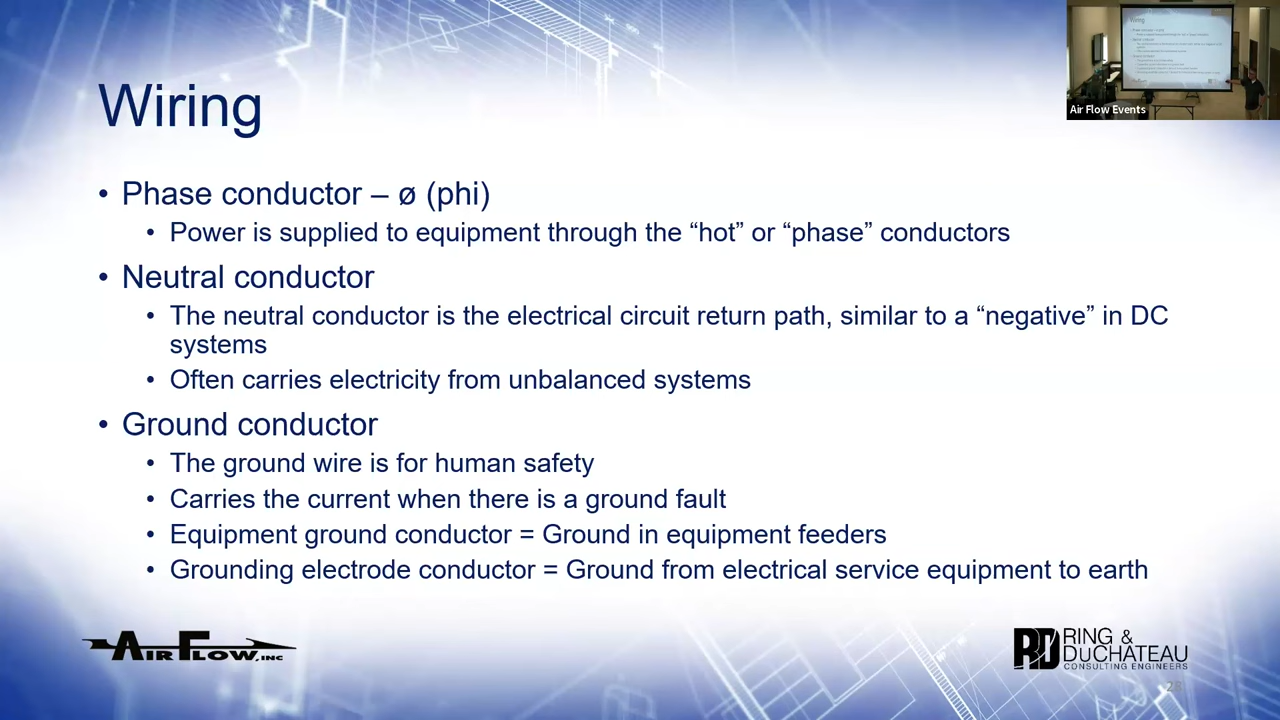 Wiring
Air Flow Events
• Phase conductor – ø (phi)
• Power is supplied to equipment through the “hot” or “phase” conductors
• Neutral conductor
• The neutral conductor is the electrical circuit return path, similar to a “negative” in DC
systems
• Often carries electricity from unbalanced systems
• Ground conductor
• The ground wire is for human safety
• Carries the current when there is a ground fault
• Equipment ground conductor = Ground in equipment feeders
• Grounding electrode conductor = Ground from electrical service equipment to earth
AIR FLOW, INC
RD RING &
DUCHATEAU
CONSULTING ENGINEERS